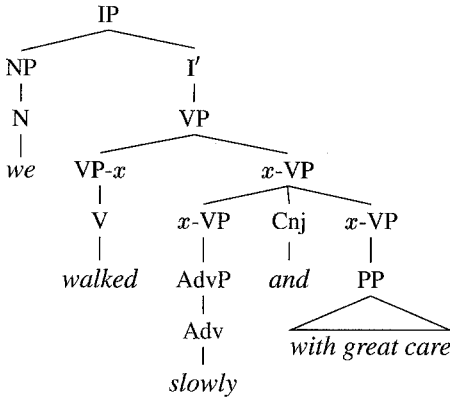 IP
NP I′
N VP
we VP-x x-VP
V x-VP Cnj x-VP
walked AdvP and PP
Adv with great care
slowly